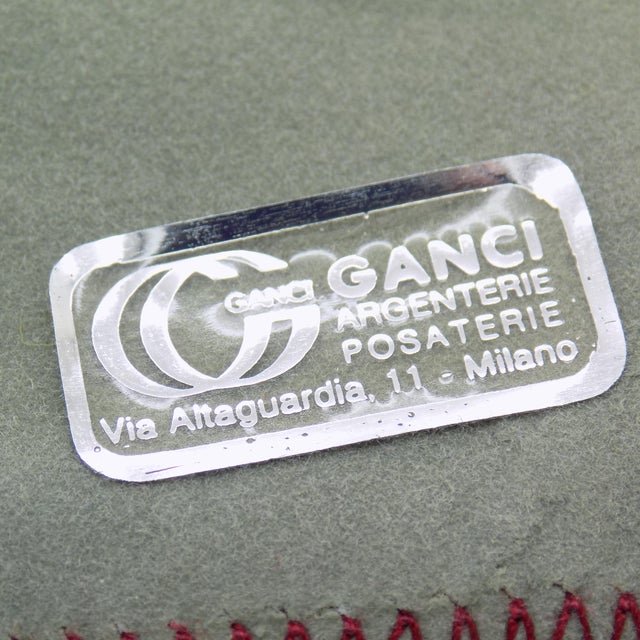 GANCI
GANCI
ARGENTERIE
POSATERIE
Via Altaguardia, 11 - Milano